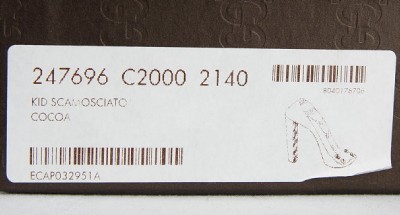 247696 C2000 2140
KID SCAMOSCIATO
COCOA
ECAP032951A